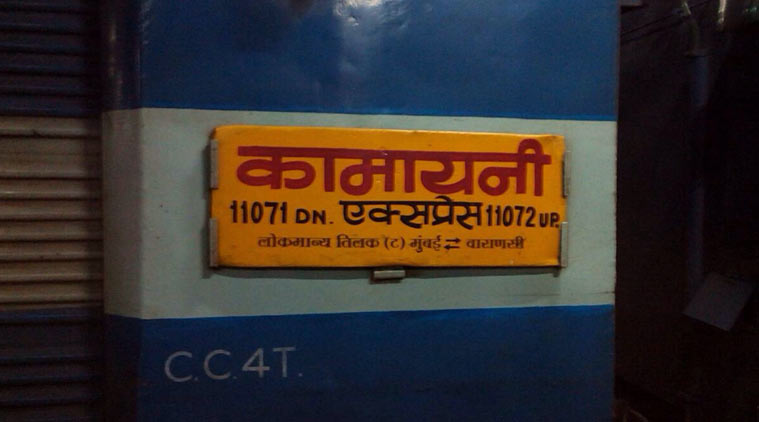 कामायनी
11071 DN. एक्सप्रेस 11072 UP.
लोकमान्य तिलक (ट) मुंबई ⇄ वाराणसी
C.C.4T.